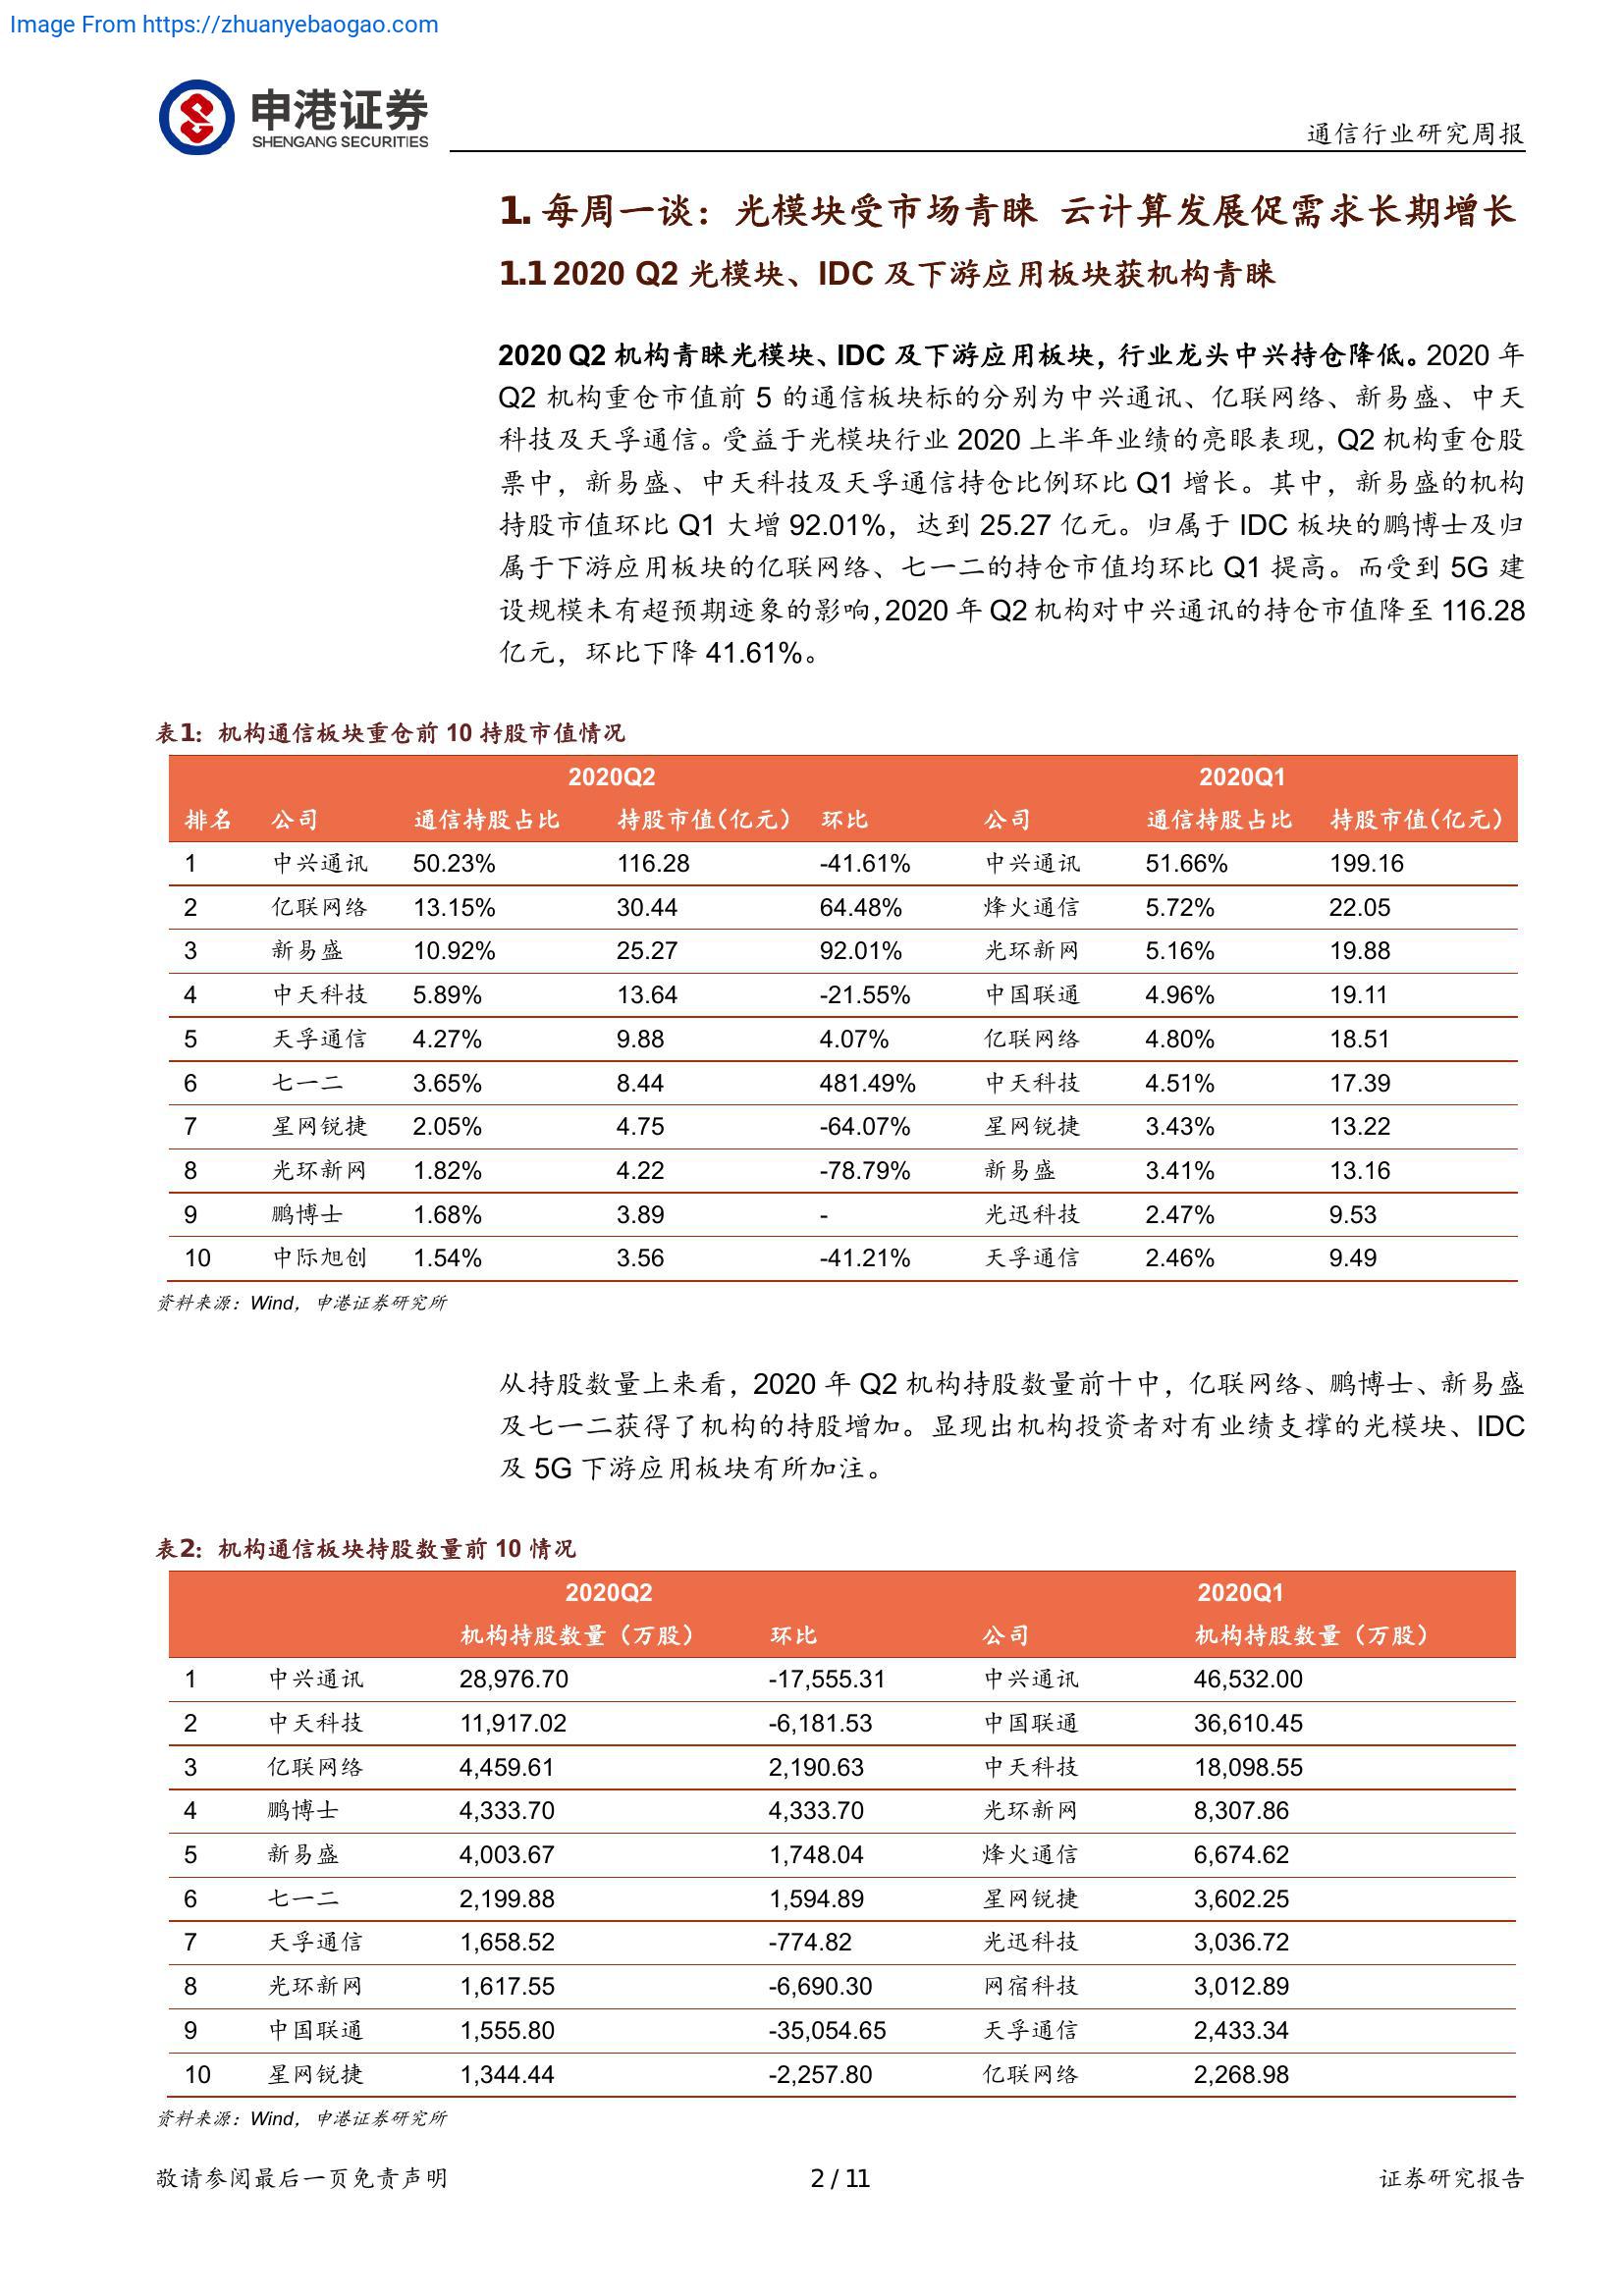 Image From https://zhuanyebaogao.com
申港证券
SHENGANG SECURITIES
通信行业研究周报
1. 每周一谈：光模块受市场青睐 云计算发展促需求长期增长
1.1 2020 Q2 光模块、IDC 及下游应用板块获机构青睐
2020 Q2 机构青睐光模块、IDC 及下游应用板块，行业龙头中兴持仓降低。2020 年
Q2 机构重仓市值前 5 的通信板块标的分别为中兴通讯、亿联网络、新易盛、中天
科技及天孚通信。受益于光模块行业 2020 上半年业绩的亮眼表现，Q2 机构重仓股
票中，新易盛、中天科技及天孚通信持仓比例环比 Q1 增长。其中，新易盛的机构
持股市值环比 Q1 大增 92.01%，达到 25.27 亿元。归属于 IDC 板块的鹏博士及归
属于下游应用板块的亿联网络、七一二的持仓市值均环比 Q1 提高。而受到 5G 建
设规模未有超预期迹象的影响，2020 年 Q2 机构对中兴通讯的持仓市值降至 116.28
亿元，环比下降 41.61%。
表1：机构通信板块重仓前 10 持股市值情况
2020Q2 2020Q1
排名 公司 通信持股占比 持股市值（亿元） 环比 公司 通信持股占比 持股市值（亿元）
1 中兴通讯 50.23% 116.28 -41.61% 中兴通讯 51.66% 199.16
2 亿联网络 13.15% 30.44 64.48% 烽火通信 5.72% 22.05
3 新易盛 10.92% 25.27 92.01% 光环新网 5.16% 19.88
4 中天科技 5.89% 13.64 -21.55% 中国联通 4.96% 19.11
5 天孚通信 4.27% 9.88 4.07% 亿联网络 4.80% 18.51
6 七一二 3.65% 8.44 481.49% 中天科技 4.51% 17.39
7 星网锐捷 2.05% 4.75 -64.07% 星网锐捷 3.43% 13.22
8 光环新网 1.82% 4.22 -78.79% 新易盛 3.41% 13.16
9 鹏博士 1.68% 3.89 - 光迅科技 2.47% 9.53
10 中际旭创 1.54% 3.56 -41.21% 天孚通信 2.46% 9.49
资料来源：Wind，申港证券研究所
从持股数量上来看，2020 年 Q2 机构持股数量前十中，亿联网络、鹏博士、新易盛
及七一二获得了机构的持股增加。显现出机构投资者对有业绩支撑的光模块、IDC
及 5G 下游应用板块有所加注。
表2：机构通信板块持股数量前 10 情况
2020Q2 2020Q1
机构持股数量（万股） 环比 公司 机构持股数量（万股）
1 中兴通讯 28,976.70 -17,555.31 中兴通讯 46,532.00
2 中天科技 11,917.02 -6,181.53 中国联通 36,610.45
3 亿联网络 4,459.61 2,190.63 中天科技 18,098.55
4 鹏博士 4,333.70 4,333.70 光环新网 8,307.86
5 新易盛 4,003.67 1,748.04 烽火通信 6,674.62
6 七一二 2,199.88 1,594.89 星网锐捷 3,602.25
7 天孚通信 1,658.52 -774.82 光迅科技 3,036.72
8 光环新网 1,617.55 -6,690.30 网宿科技 3,012.89
9 中国联通 1,555.80 -35,054.65 天孚通信 2,433.34
10 星网锐捷 1,344.44 -2,257.80 亿联网络 2,268.98
资料来源：Wind，申港证券研究所
敬请参阅最后一页免责声明 2 / 11 证券研究报告